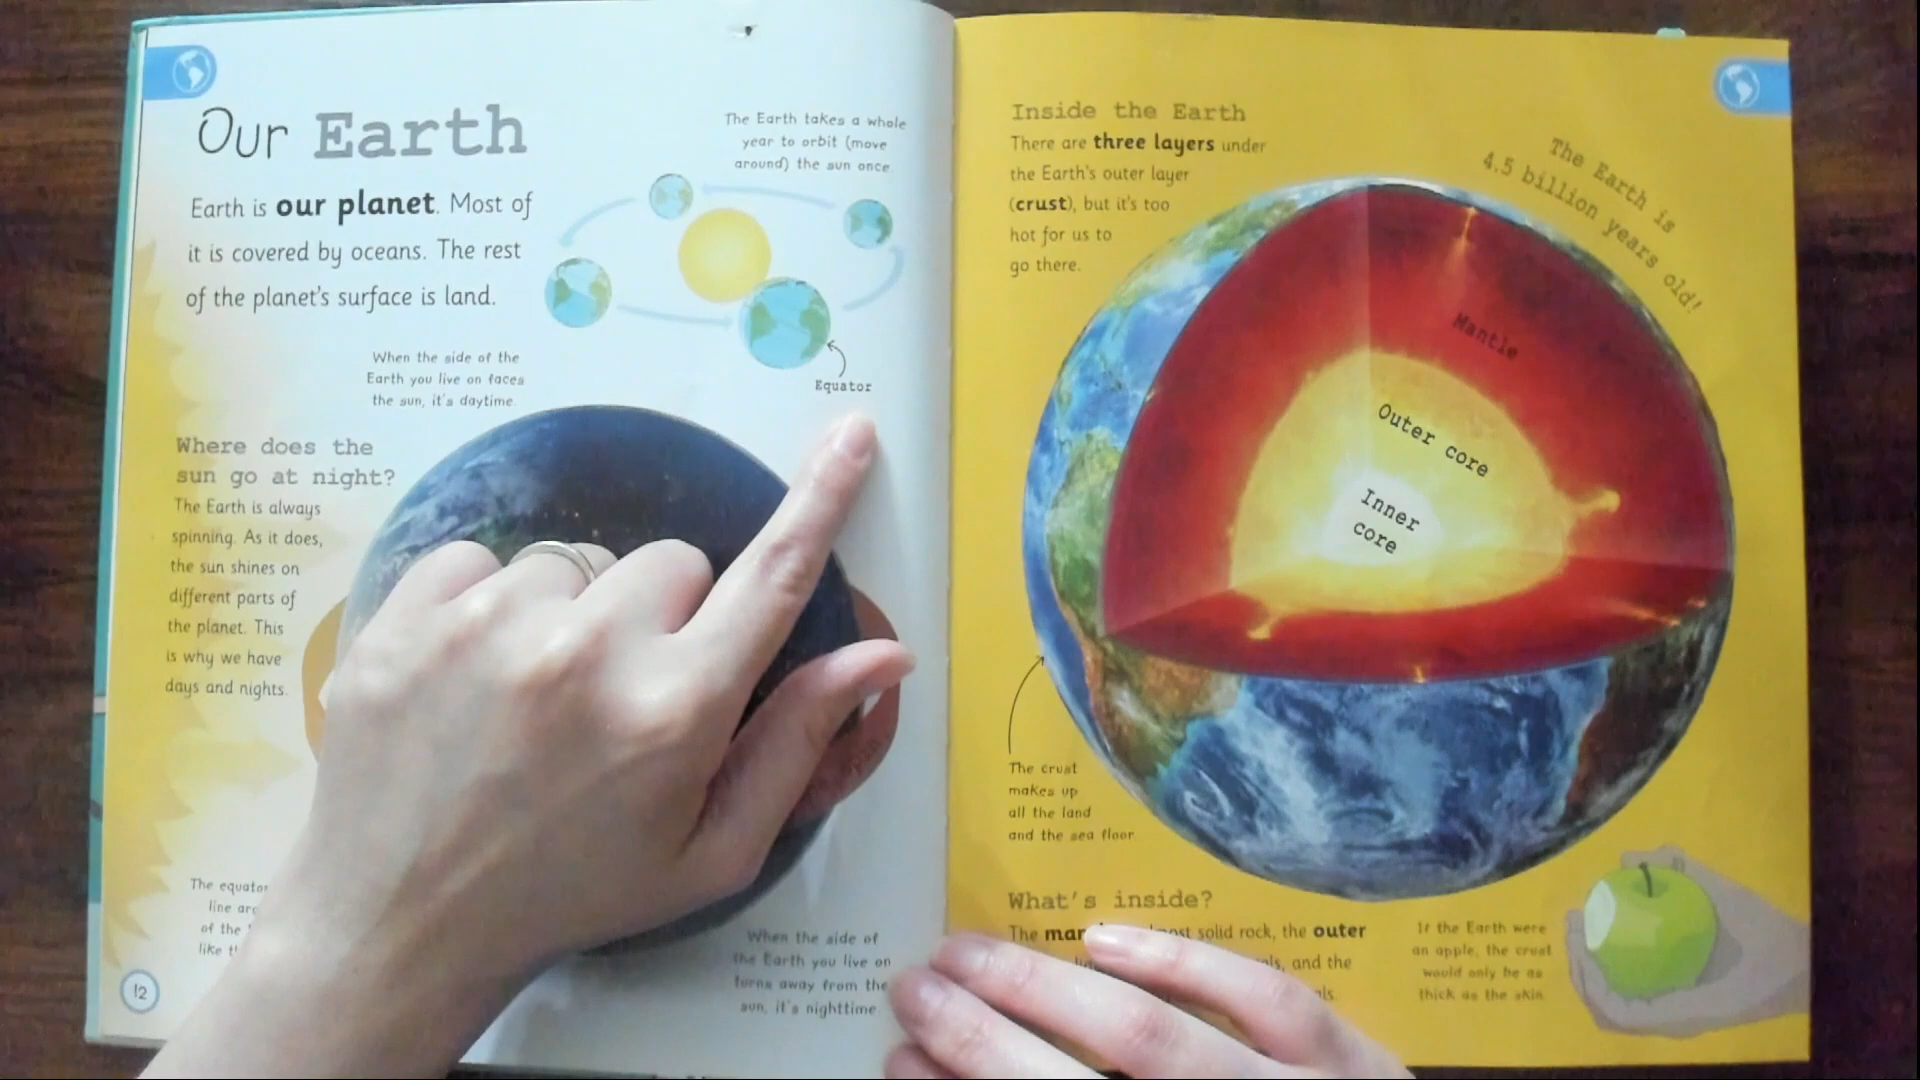 Our Earth
Earth is our planet. Most of
it is covered by oceans. The rest
of the planet's surface is land.
The Earth takes a whole
year to orbit (move
around) the sun once.
Equator
When the side of the
Earth you live on faces
the sun, it's daytime.
Where does the
sun go at night?
The Earth is always
spinning. As it does,
the sun shines on
different parts of
the planet. This
is why we have
days and nights.
The equator
line
of the
like
When the side of
the Earth you live on
turns away from the
sun, it's nighttime.
12
Inside the Earth
There are three layers under
the Earth's outer layer
(crust), but it's too
hot for us to
go there.
The Earth is
4.5 billion years old!
Mantle
Outer core
Inner
core
The crust
makes up
all the land
and the sea floor.
What's inside?
The solid rock, the outer
and the
If the Earth were
an apple, the crust
would only be as
thick as the skin.